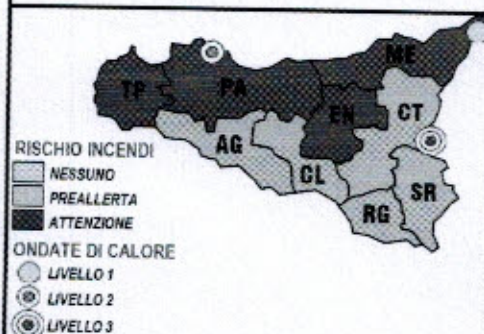 ME
TP
PA
EN
CT
AG
CL
SR
RG
RISCHIO INCENDI
NESSUNO
PREALLERTA
ATTENZIONE
ONDATE DI CALORE
LIVELLO 1
LIVELLO 2
LIVELLO 3